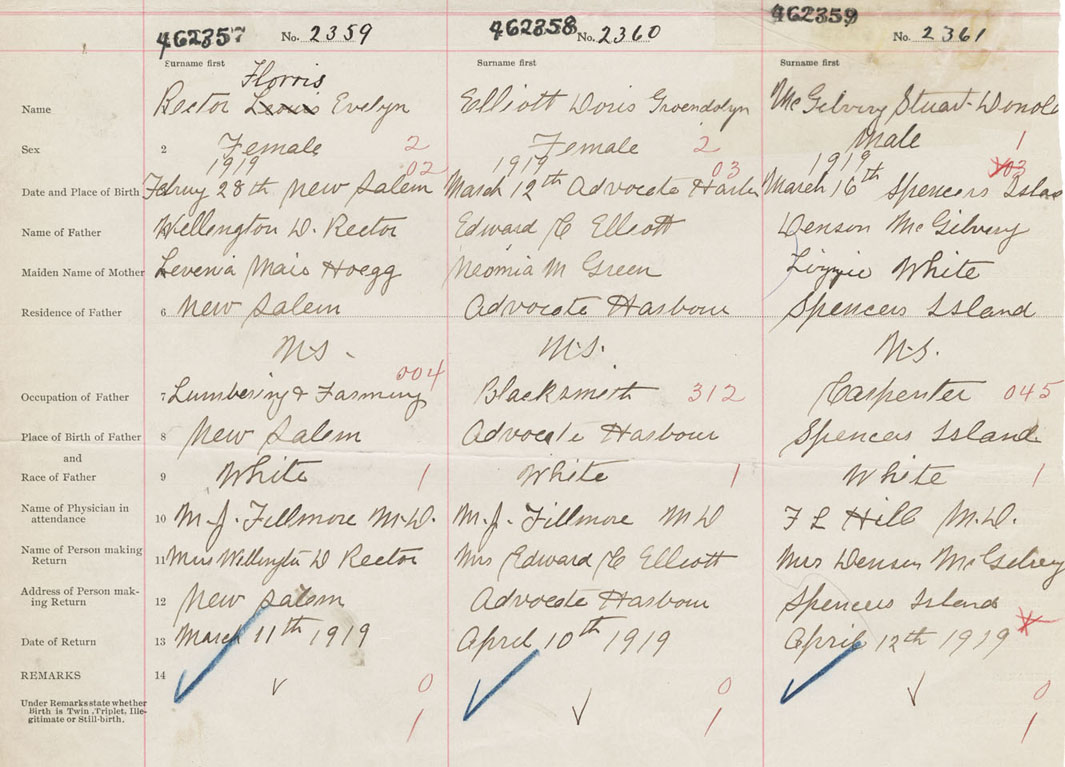 462357 No. 2359 462358 No. 2360 462359 No. 2361
Surname first Surname first Surname first
Florris
Name Rector Evelyn Elliott Doris Gwendolyn McGilvery Stuart Donald
Sex 2 Female 2 Female 2 Male 1
1919 02 1919 03 1919 03
Date and Place of Birth 28th New Salem March 12th Advocate March 16th Spencers
Name of Father Wellington D. Rector Edward C Elliott Denson McGilvery
Maiden Name of Mother Levenia Hoegg Neomia M Green Lizzie White
Residence of Father 6 New Salem Advocate Harbour Spencers Island
N.S. N.S. N.S.
004
Occupation of Father 7 Lumbering & Farming Blacksmith 312 Carpenter 045
Place of Birth of Father 8 New Salem Advocate Harbour Spencers Island
and
Race of Father 9 White 1 White 1 White 1
Name of Physician in
attendance 10 M.J. Fillmore M.D. M.J. Fillmore M D F L Hill M.D.
Name of Person making
Return 11 Mrs Wellington D Rector Mrs Edward C Elliott Mrs Denson McGilvery
Address of Person mak-
ing Return 12 New Salem Advocate Harbour Spencers Island
Date of Return 13 March 11th 1919 April 10th 1919 April 12th 1919
REMARKS 14
Under Remarks state whether
Birth is Twin, Triplet, Ille-
gitimate or Still-birth.
0 0 0
1 1 1